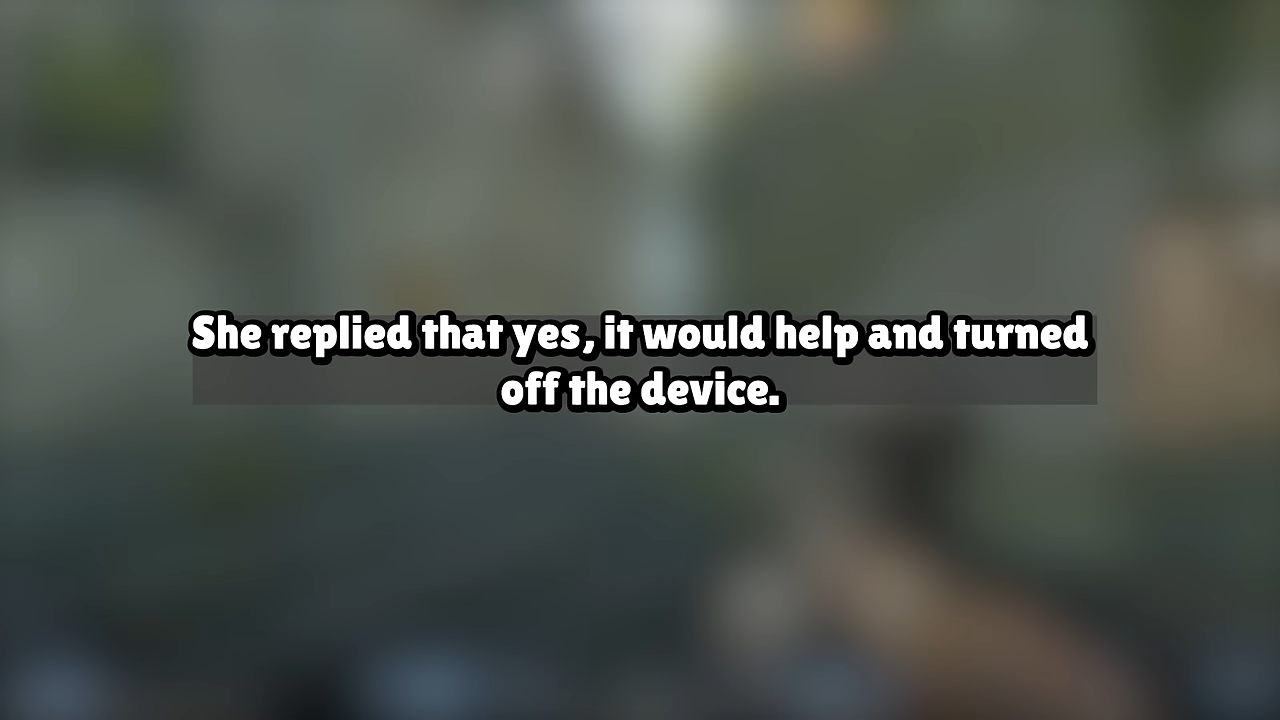 She replied that yes, it would help and turned
off the device.